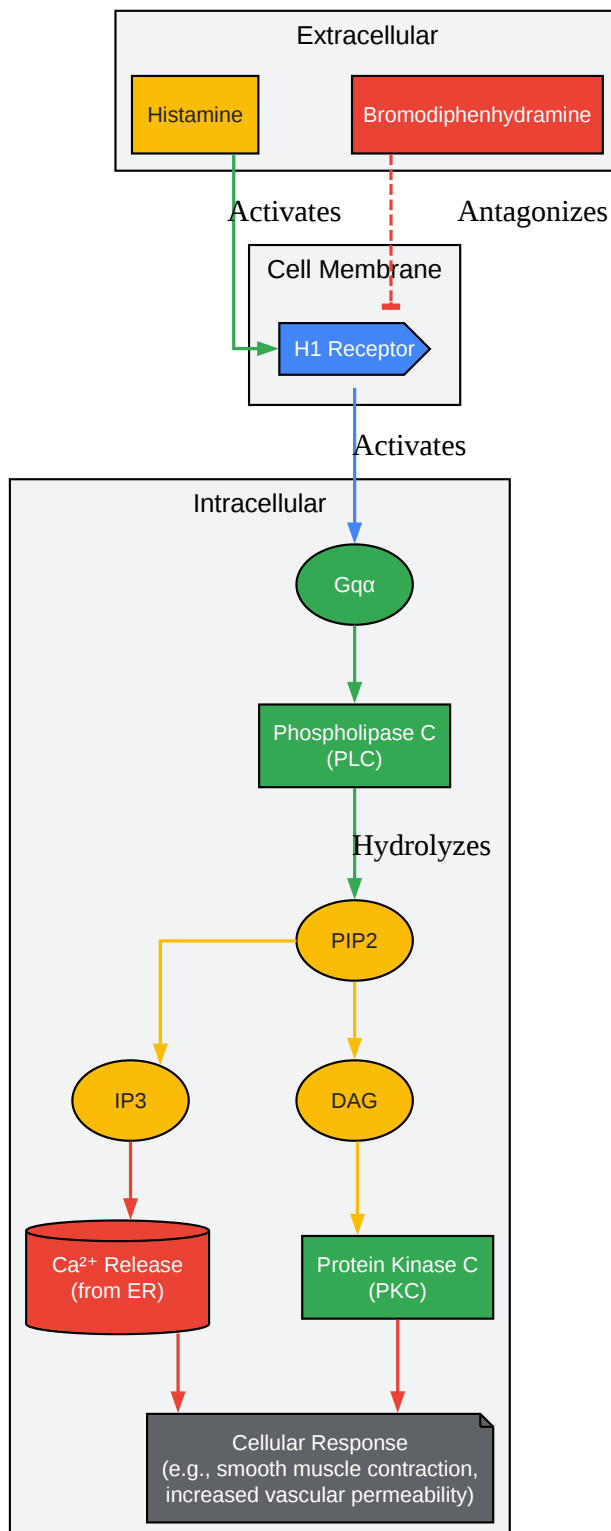 Extracellular
Histamine
Bromodiphenhydramine
Activates
Antagonizes
Cell Membrane
H1 Receptor
Activates
Intracellular
Gqα
Phospholipase C
(PLC)
Hydrolyzes
PIP2
IP3
DAG
Ca²⁺ Release
(from ER)
Protein Kinase C
(PKC)
Cellular Response
(e.g., smooth muscle contraction,
increased vascular permeability)